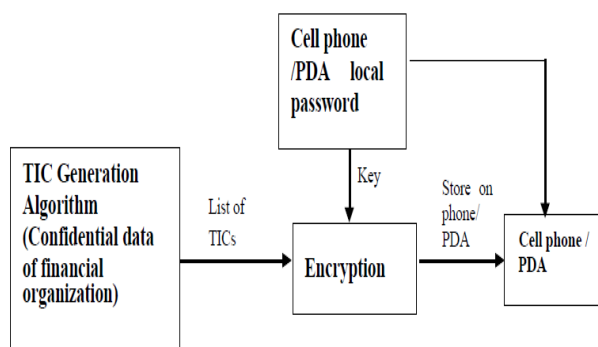 Cell phone
/PDA local
password
TIC Generation
Algorithm
(Confidential data
of financial
organization)
List of
TICs
Key
Encryption
Store on
phone/
PDA
Cell phone /
PDA